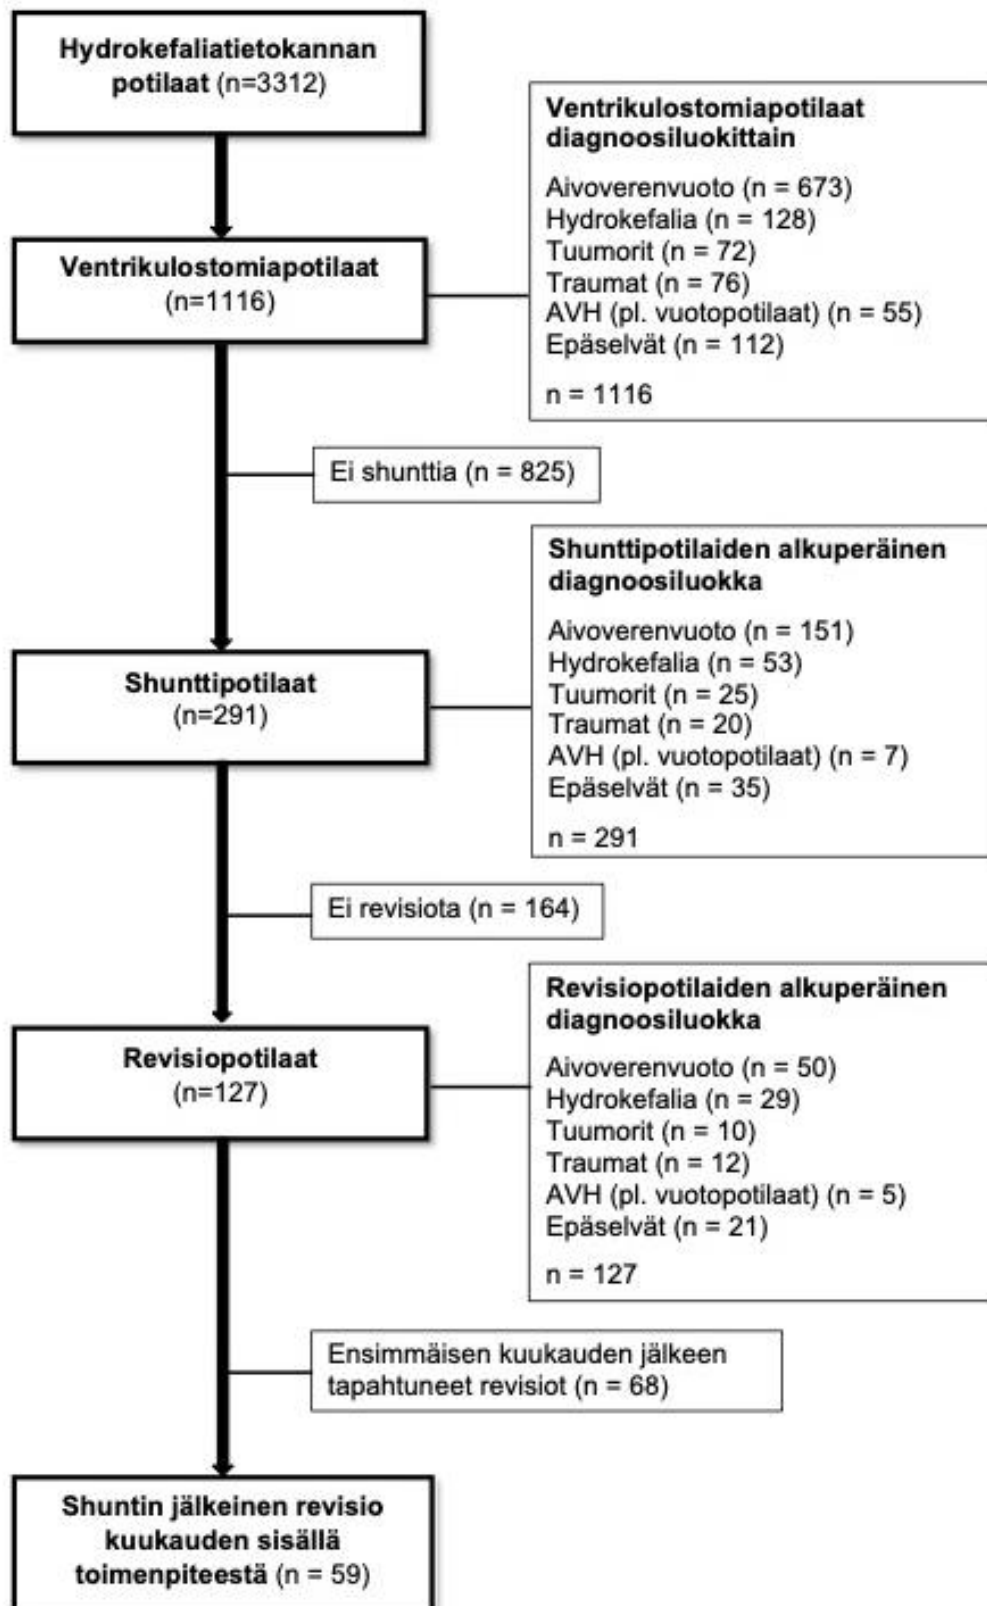 Hydrokefaliatietokannan
potilaat (n=3312)
Ventrikulostomiapotilaat
diagnoosiluokittain
Aivoverenvuoto (n = 673)
Hydrokefalia (n = 128)
Tuumorit (n = 72)
Traumat (n = 76)
AVH (pl. vuotopotilaat) (n = 55)
Epäselvät (n = 112)
n = 1116
Ventrikulostomiapotilaat
(n=1116)
Ei shunttia (n = 825)
Shunttipotilaiden alkuperäinen
diagnoosiluokka
Aivoverenvuoto (n = 151)
Hydrokefalia (n = 53)
Tuumorit (n = 25)
Traumat (n = 20)
AVH (pl. vuotopotilaat) (n = 7)
Epäselvät (n = 35)
n = 291
Shunttipotilaat
(n=291)
Ei revisiota (n = 164)
Revisiopotilaiden alkuperäinen
diagnoosiluokka
Aivoverenvuoto (n = 50)
Hydrokefalia (n = 29)
Tuumorit (n = 10)
Traumat (n = 12)
AVH (pl. vuotopotilaat) (n = 5)
Epäselvät (n = 21)
n = 127
Revisiopotilaat
(n=127)
Ensimmäisen kuukauden jälkeen
tapahtuneet revisiot (n = 68)
Shuntin jälkeinen revisio
kuukauden sisällä
toimenpiteestä (n = 59)